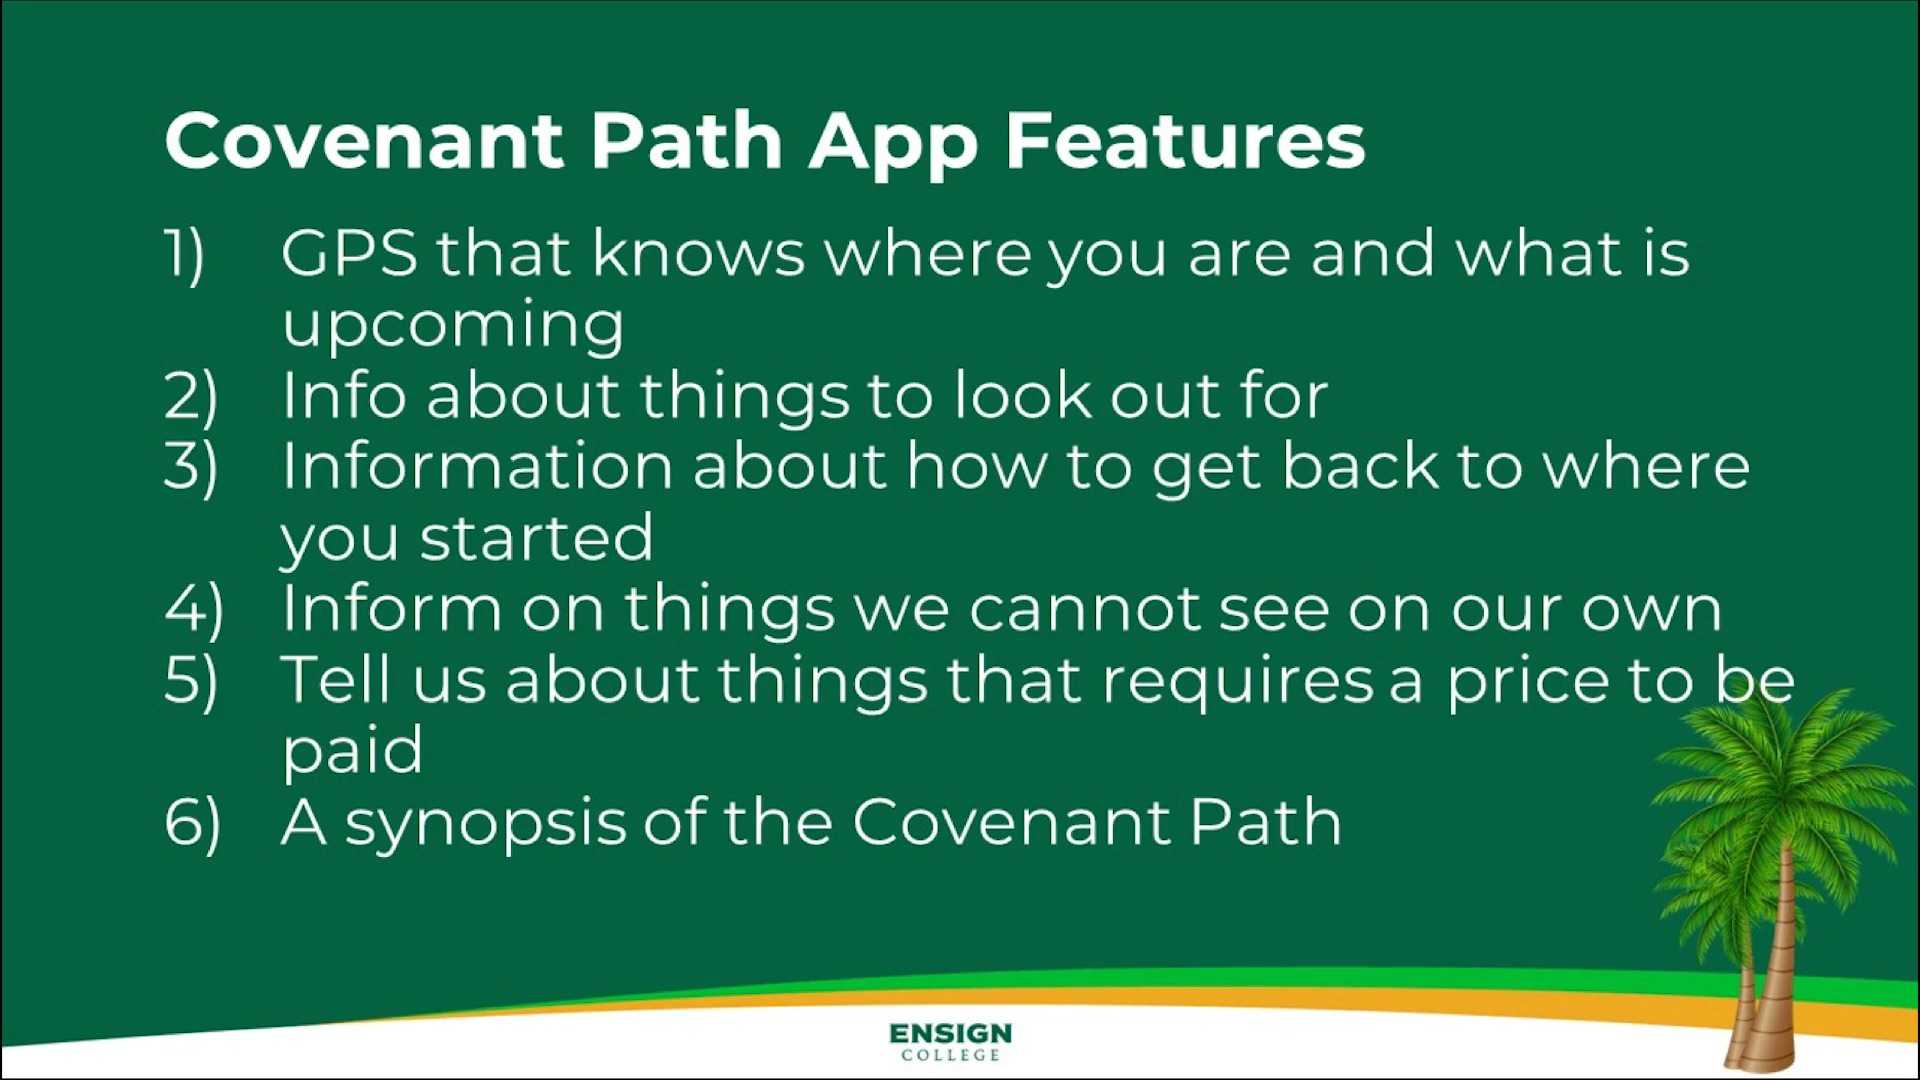 Covenant Path App Features
1) GPS that knows where you are and what is
upcoming
2) Info about things to look out for
3) Information about how to get back to where
you started
4) Inform on things we cannot see on our own
5) Tell us about things that requires a price to be
paid
6) A synopsis of the Covenant Path
ENSIGN
COLLEGE